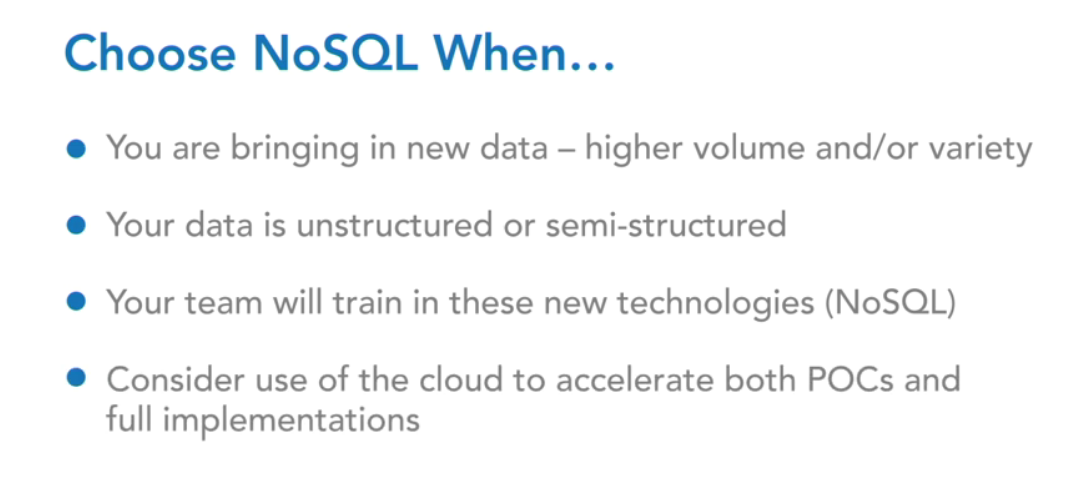 Choose NoSQL When...
You are bringing in new data – higher volume and/or variety
Your data is unstructured or semi-structured
Your team will train in these new technologies (NoSQL)
Consider use of the cloud to accelerate both POCs and
full implementations